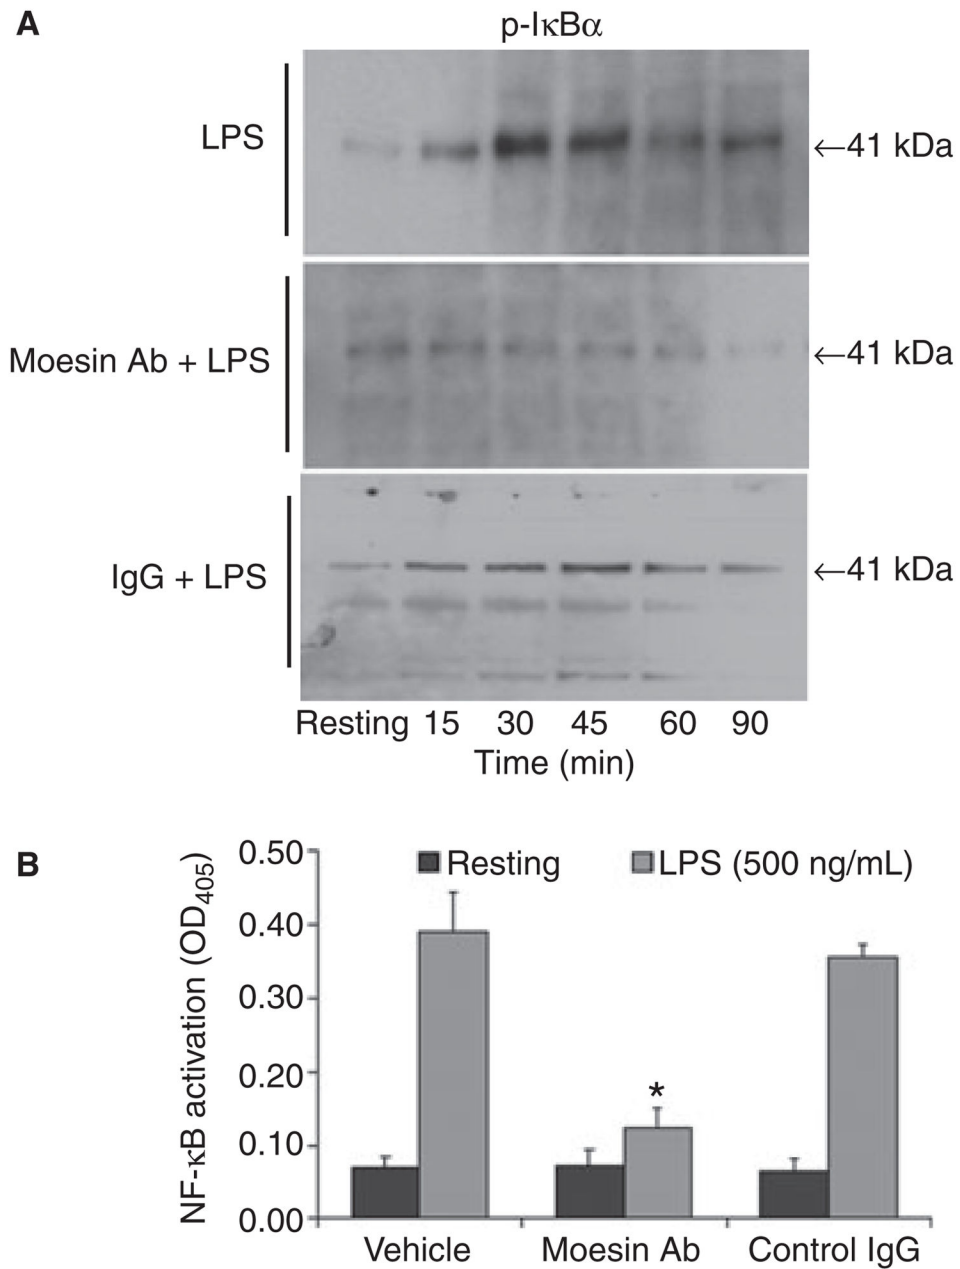 A
p-IκBα
LPS
←41 kDa
Moesin Ab + LPS
←41 kDa
IgG + LPS
←41 kDa
Resting 15 30 45 60 90
Time (min)
B
NF-κB activation (OD405)
0.50
0.40
0.30
0.20
0.10
0.00
Resting
LPS (500 ng/mL)
*
Vehicle
Moesin Ab
Control IgG